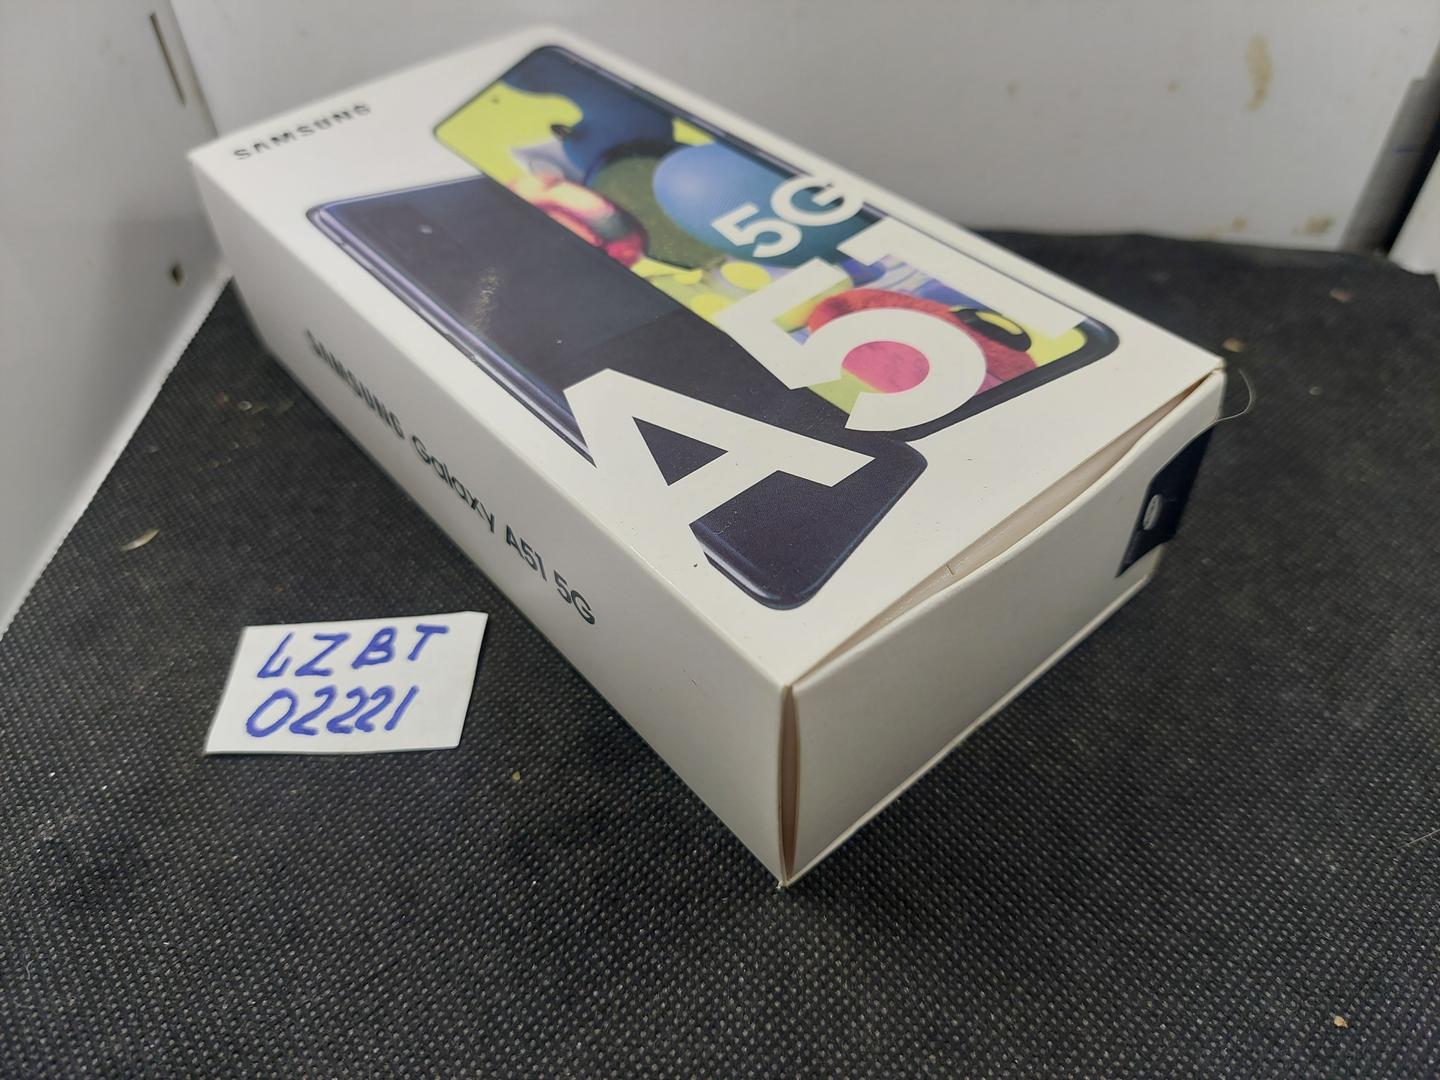 SAMSUNG
5G
A51
SAMSUNG Galaxy A51 5G
LZBT
02221